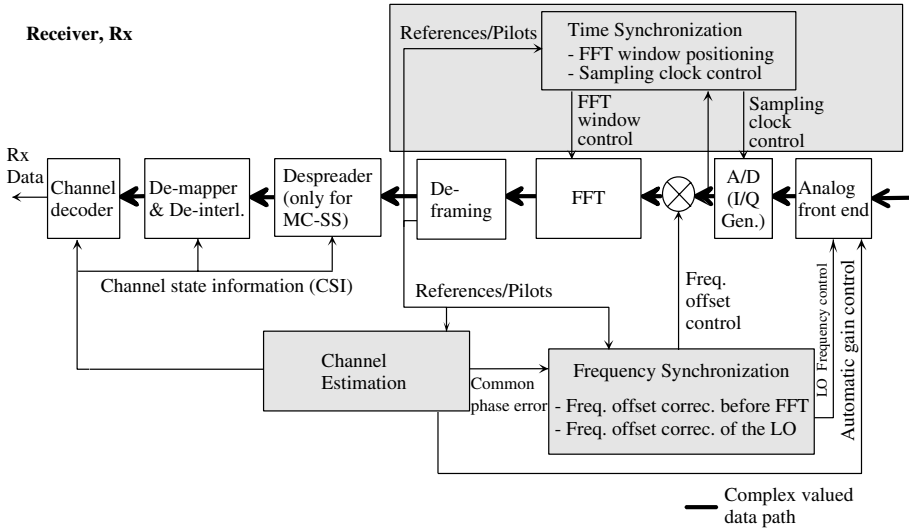 Receiver, Rx
References/Pilots
Time Synchronization
- FFT window positioning
- Sampling clock control
FFT
window
control
Sampling
clock
control
Rx
Data
Channel
decoder
De-mapper
& De-interl.
Despreader
(only for
MC-SS)
De-
framing
FFT
A/D
(I/Q
Gen.)
Analog
front end
Channel state information (CSI)
References/Pilots
Freq.
offset
control
LO Frequency control
Automatic gain control
Channel
Estimation
Common
phase error
Frequency Synchronization
- Freq. offset correc. before FFT
- Freq. offset correc. of the LO
Complex valued
data path